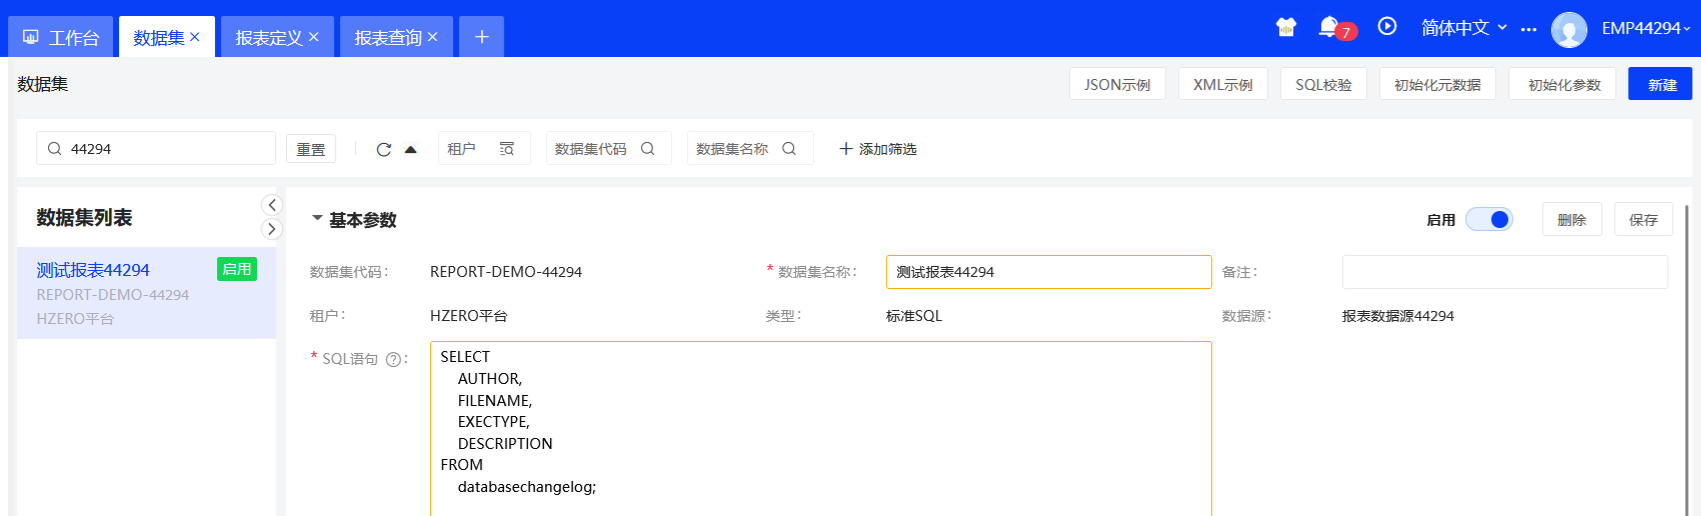 工作台 数据集 报表定义 报表查询 7 简体中文 EMP44294
数据集 JSON示例 XML示例 SQL校验 初始化元数据 初始化参数 新建
44294 重置 租户 数据集代码 数据集名称 添加筛选
数据集列表
测试报表44294 启用
REPORT-DEMO-44294
HZERO平台
基本参数 启用 删除 保存
数据集代码: REPORT-DEMO-44294 * 数据集名称: 测试报表44294 备注:
租户: HZERO平台 类型: 标准SQL 数据源: 报表数据源44294
* SQL语句 ? :
SELECT
AUTHOR,
FILENAME,
EXECTYPE,
DESCRIPTION
FROM
databasechangelog;